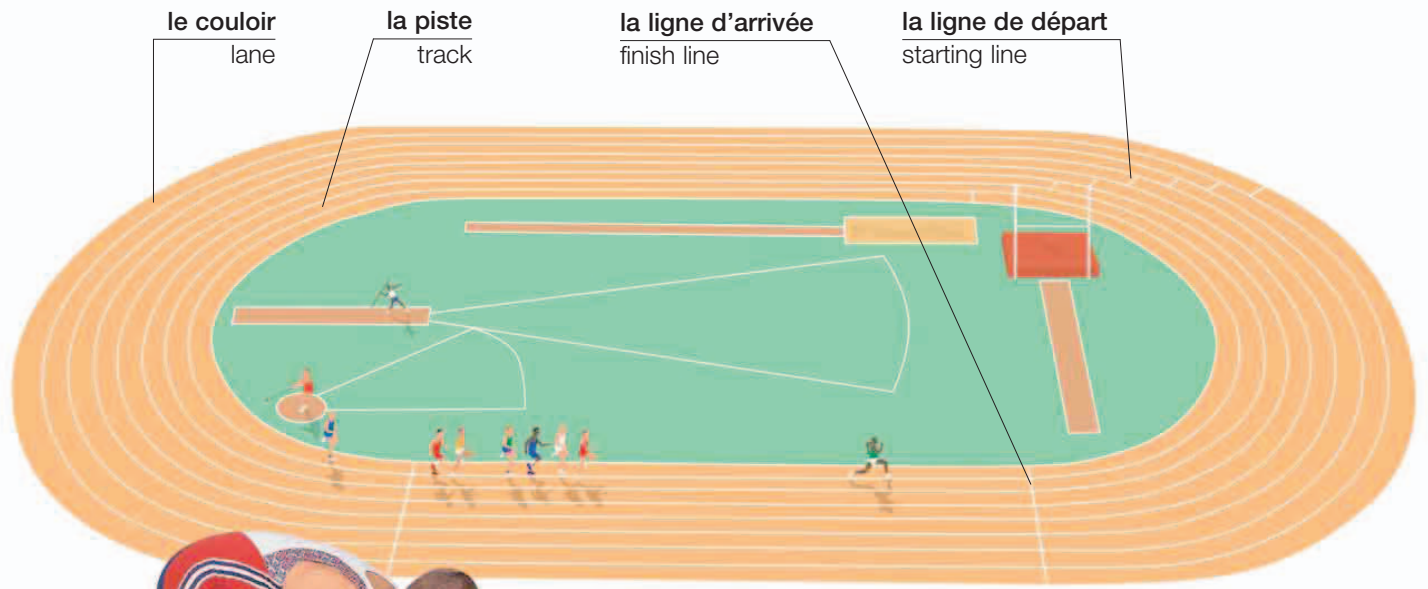 le couloir
lane
la piste
track
la ligne d’arrivée
finish line
la ligne de départ
starting line